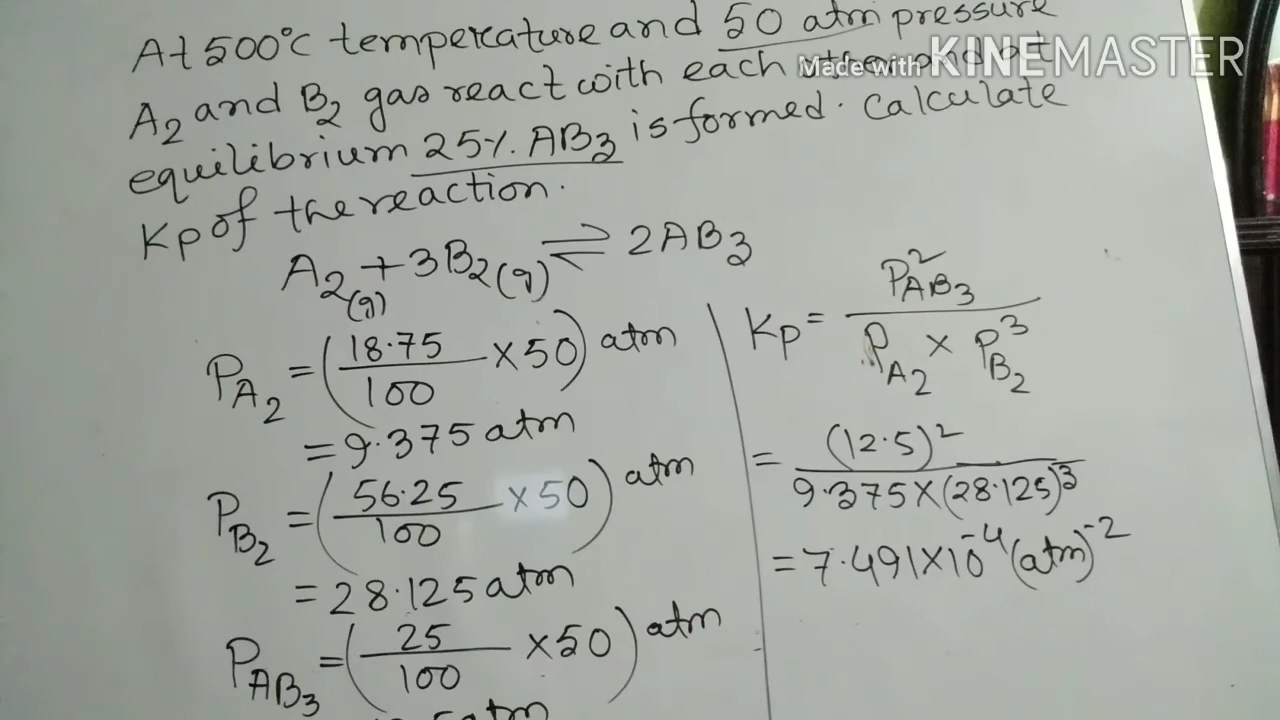 At 500°c temperature and 50 atm pressure
Made with KINEMASTER
A2 and B2 gas react with each
equilibrium 25%. AB3 is formed. Calculate
Kp of the reaction.
A2(g) + 3B2(g) ⇌ 2AB3
PA2 = (18.75/100 × 50) atm
= 9.375 atm
PB2 = (56.25/100 × 50) atm
= 28.125 atm
PAB3 = (25/100 × 50) atm
Kp = P²AB3 / PA2 × P³B2
= (12.5)² / 9.375 × (28.125)³
= 7.491 × 10⁻⁴ (atm)⁻²